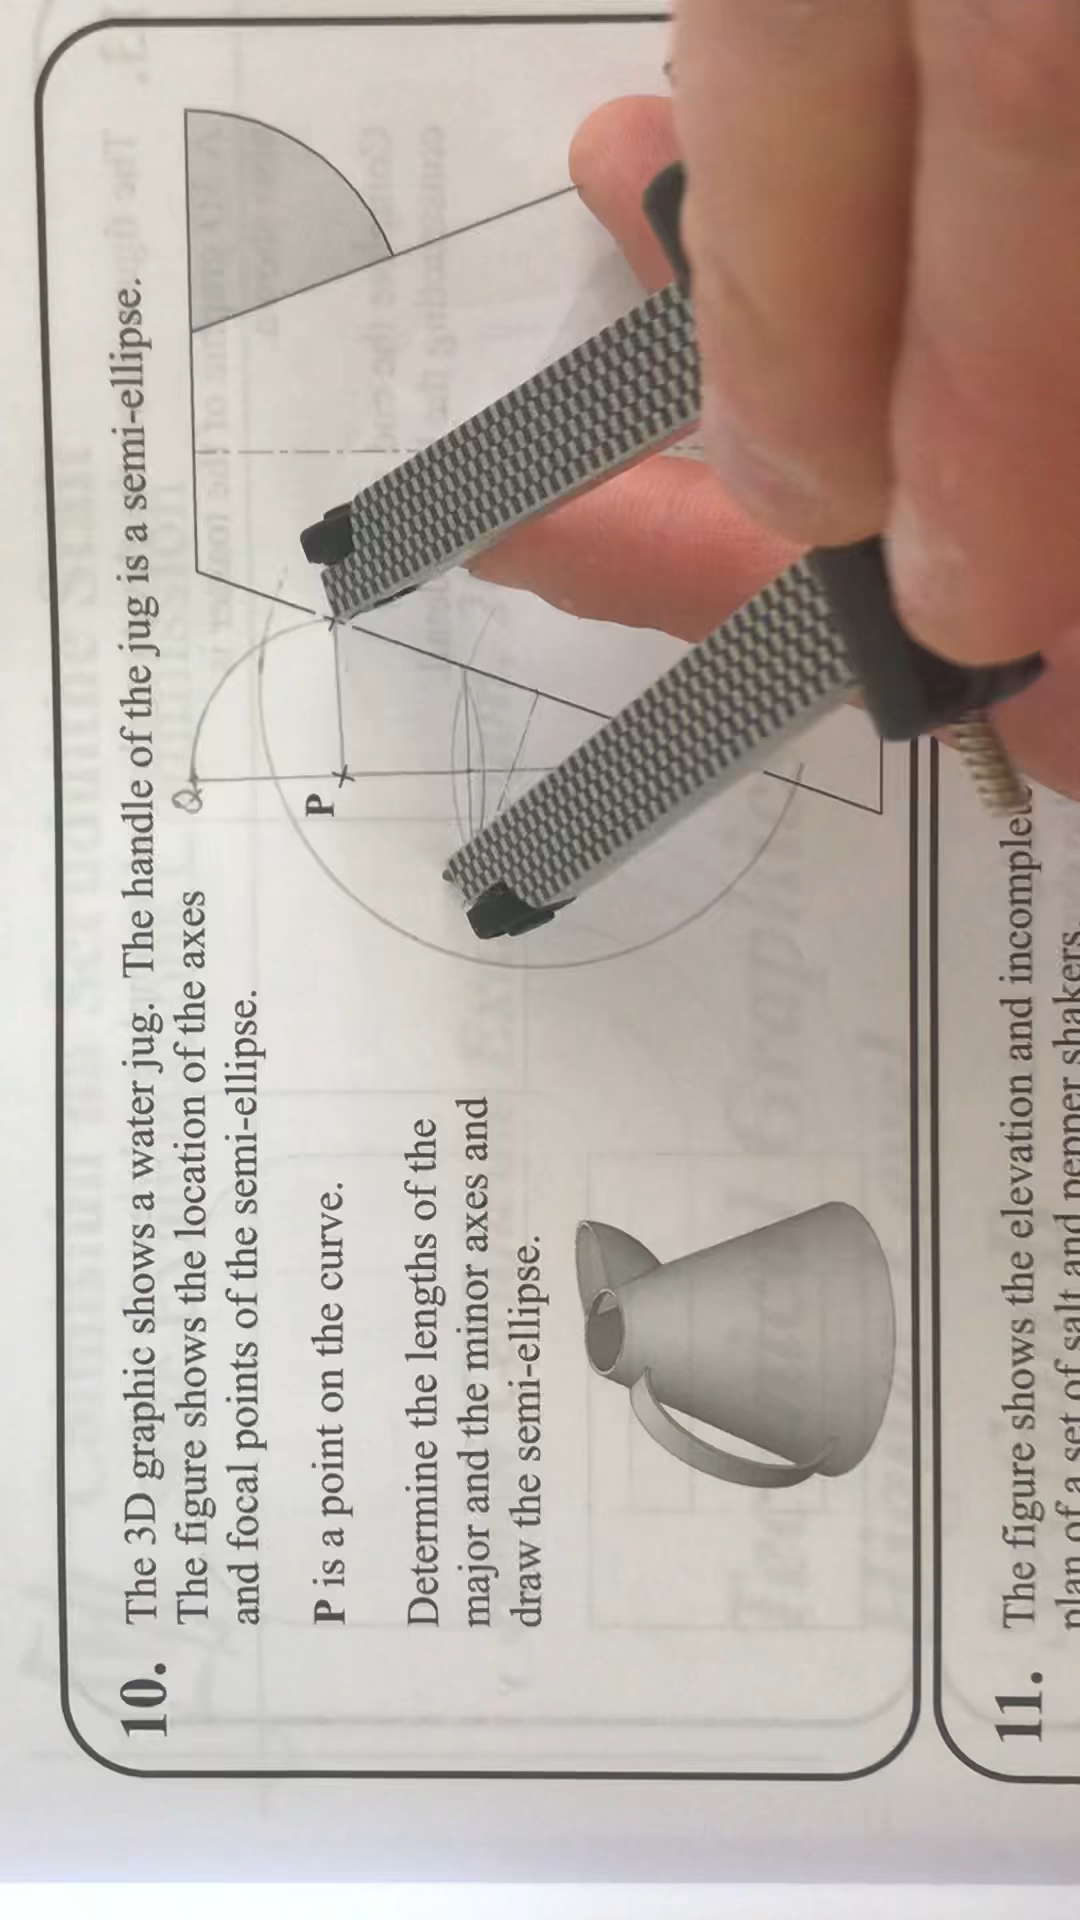 10. The 3D graphic shows a water jug. The handle of the jug is a semi-ellipse.
The figure shows the location of the axes
and focal points of the semi-ellipse.
P is a point on the curve.
Determine the lengths of the
major and the minor axes and
draw the semi-ellipse.
Q
P
11. The figure shows the elevation and incomplete
plan of a set of salt and pepper shakers.